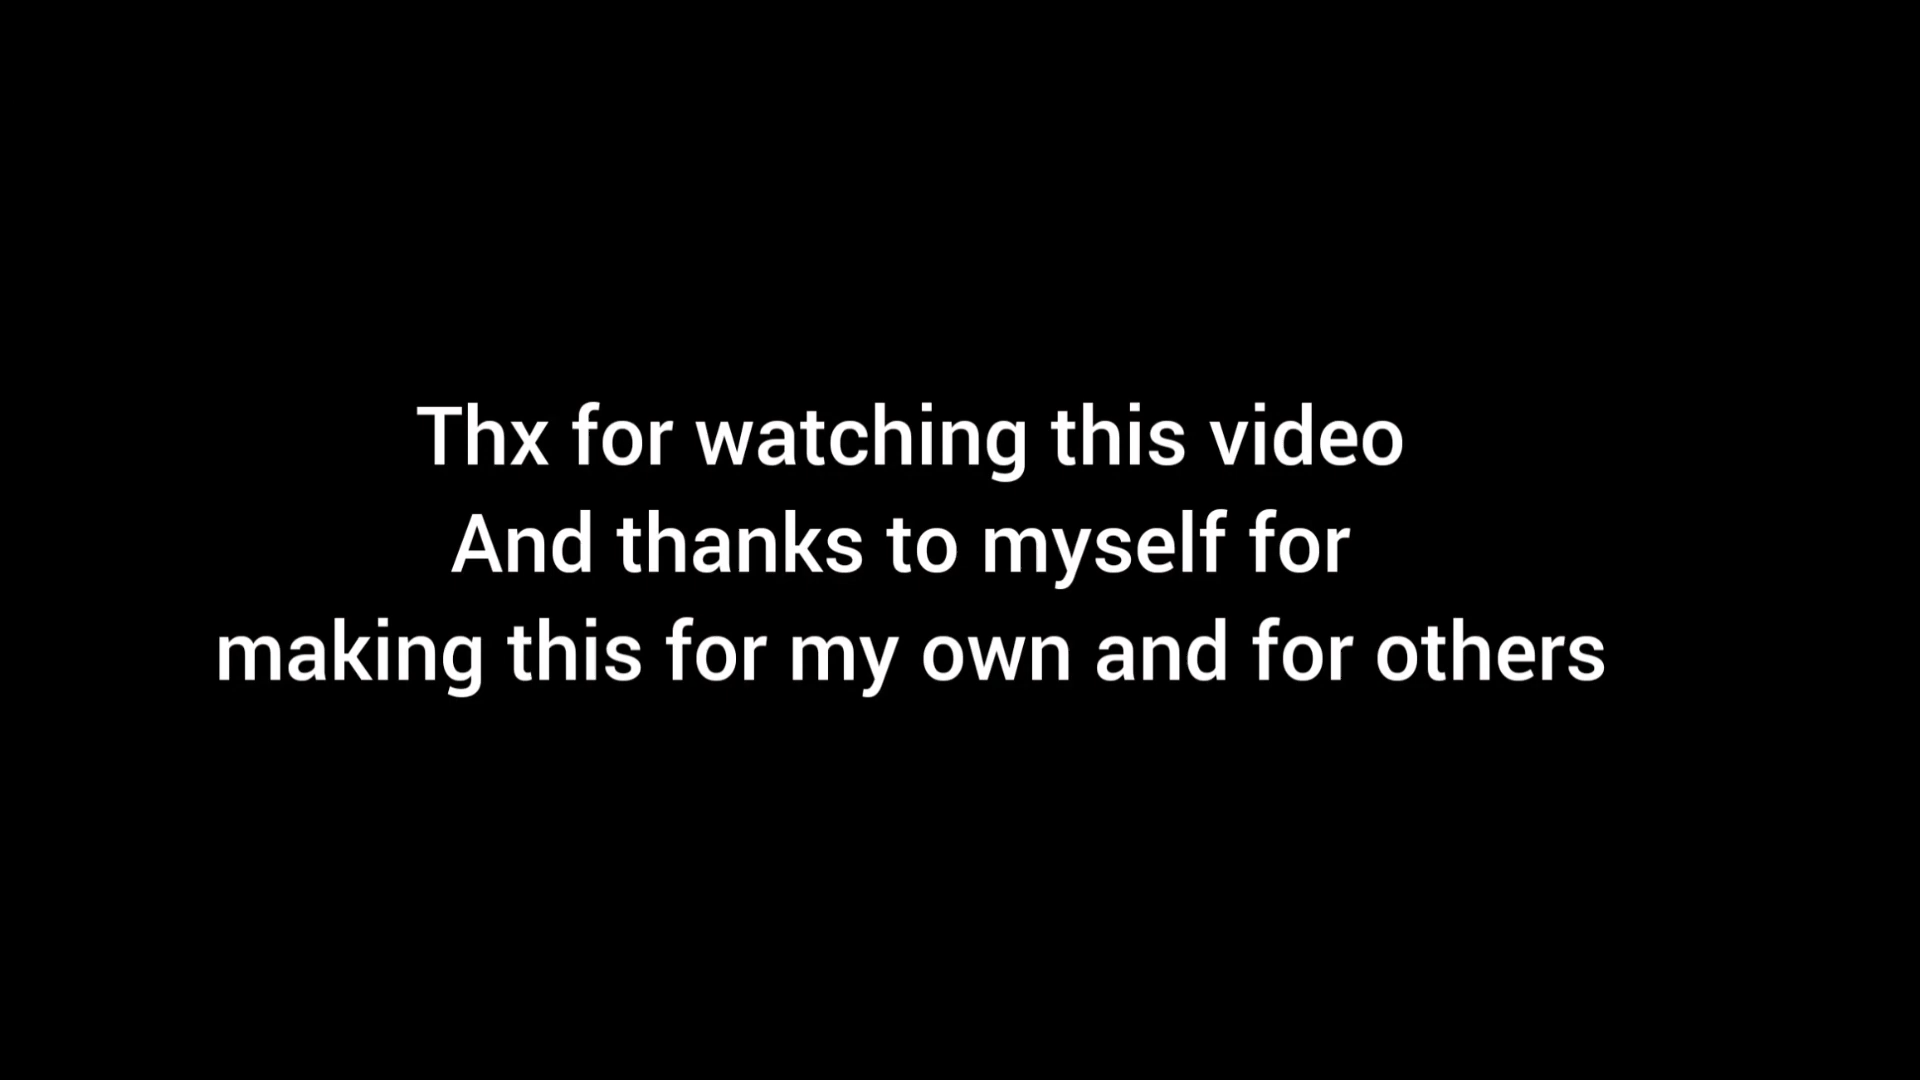 Thx for watching this video
And thanks to myself for
making this for my own and for others